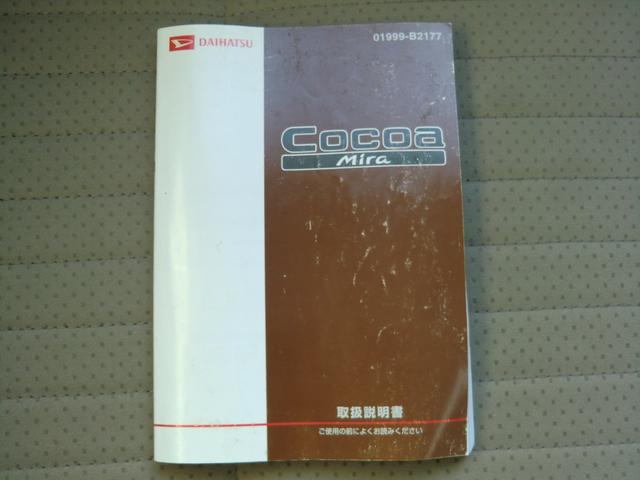 DAIHATSU
01999-B2177
Cocoa
Mira
取扱説明書
ご使用の前によくお読みください